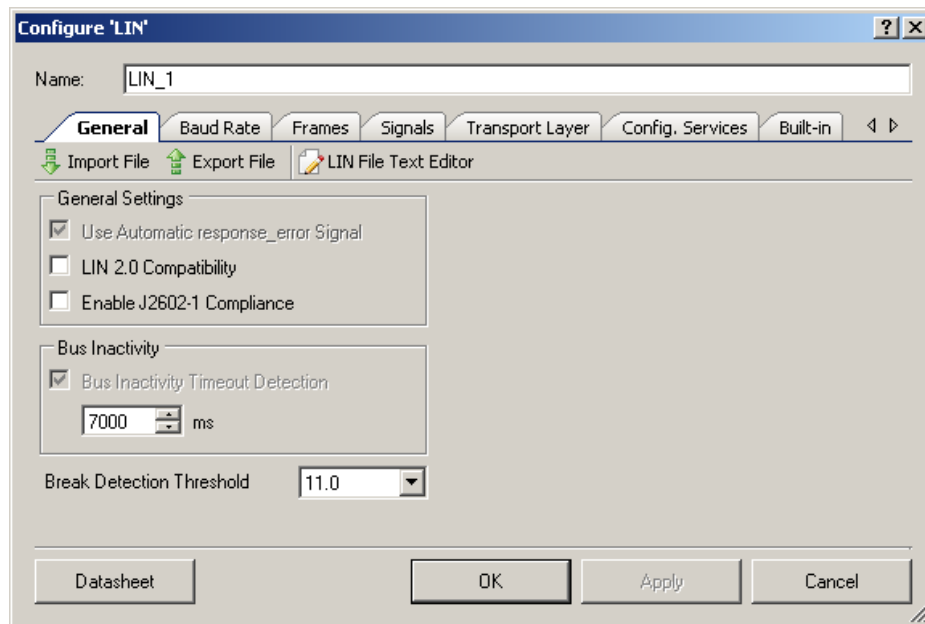 Configure 'LIN'
Name: LIN_1
General Baud Rate Frames Signals Transport Layer Config. Services Built-in
Import File Export File LIN File Text Editor
General Settings
Use Automatic response_error Signal
LIN 2.0 Compatibility
Enable J2602-1 Compliance
Bus Inactivity
Bus Inactivity Timeout Detection
7000 ms
Break Detection Threshold 11.0
Datasheet OK Apply Cancel